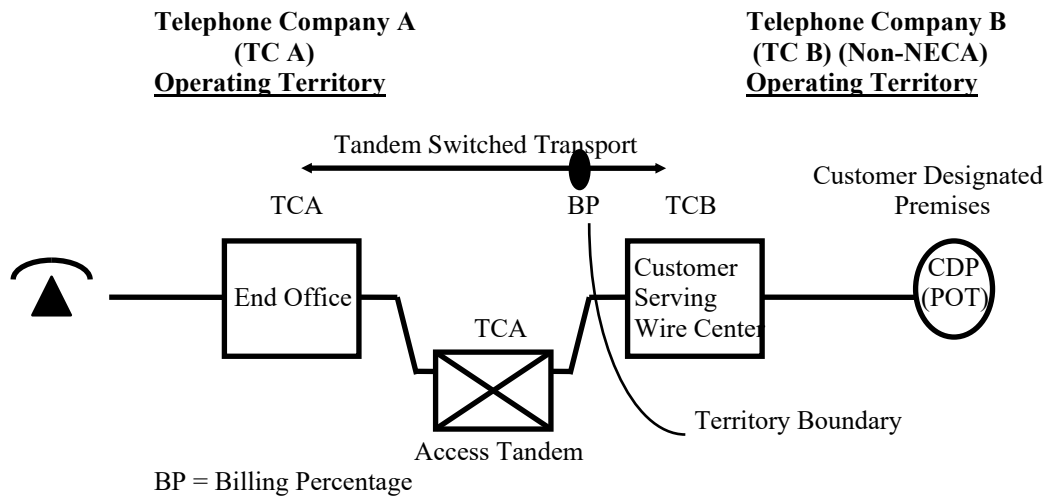 Telephone Company A
(TC A)
Operating Territory
Telephone Company B
(TC B) (Non-NECA)
Operating Territory
Tandem Switched Transport
TCA
BP
TCB
Customer Designated
Premises
End Office
Customer
Serving
Wire Center
CDP
(POT)
TCA
Territory Boundary
Access Tandem
BP = Billing Percentage